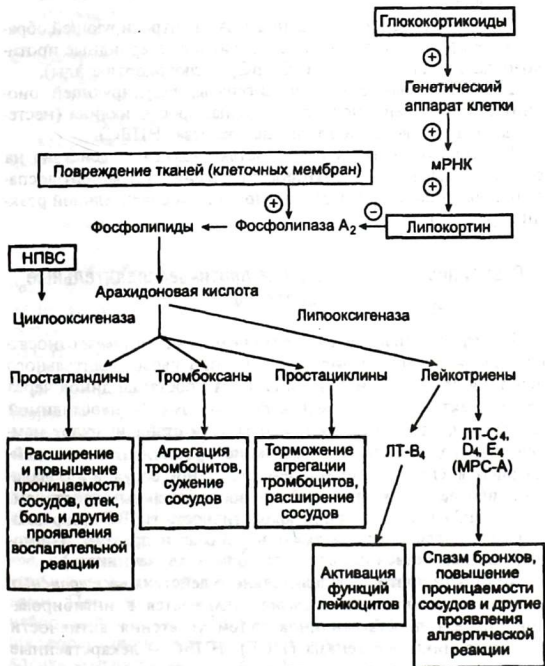 Глюкокортикоиды
+
Генетический
аппарат клетки
+
мРНК
+
Липокортин
Повреждение тканей (клеточных мембран)
+
−
Фосфолипиды
Фосфолипаза A2
НПВС
Арахидоновая кислота
Циклооксигеназа
Липооксигеназа
Простагландины
Тромбоксаны
Простациклины
Лейкотриены
Расширение
и повышение
проницаемости
сосудов, отек,
боль и другие
проявления
воспалительной
реакции
Агрегация
тромбоцитов,
сужение
сосудов
Торможение
агрегации
тромбоцитов,
расширение
сосудов
ЛТ-B4
ЛТ-C4,
D4, E4
(МРС-А)
Активация
функций
лейкоцитов
Спазм бронхов,
повышение
проницаемости
сосудов и другие
проявления
аллергической
реакции